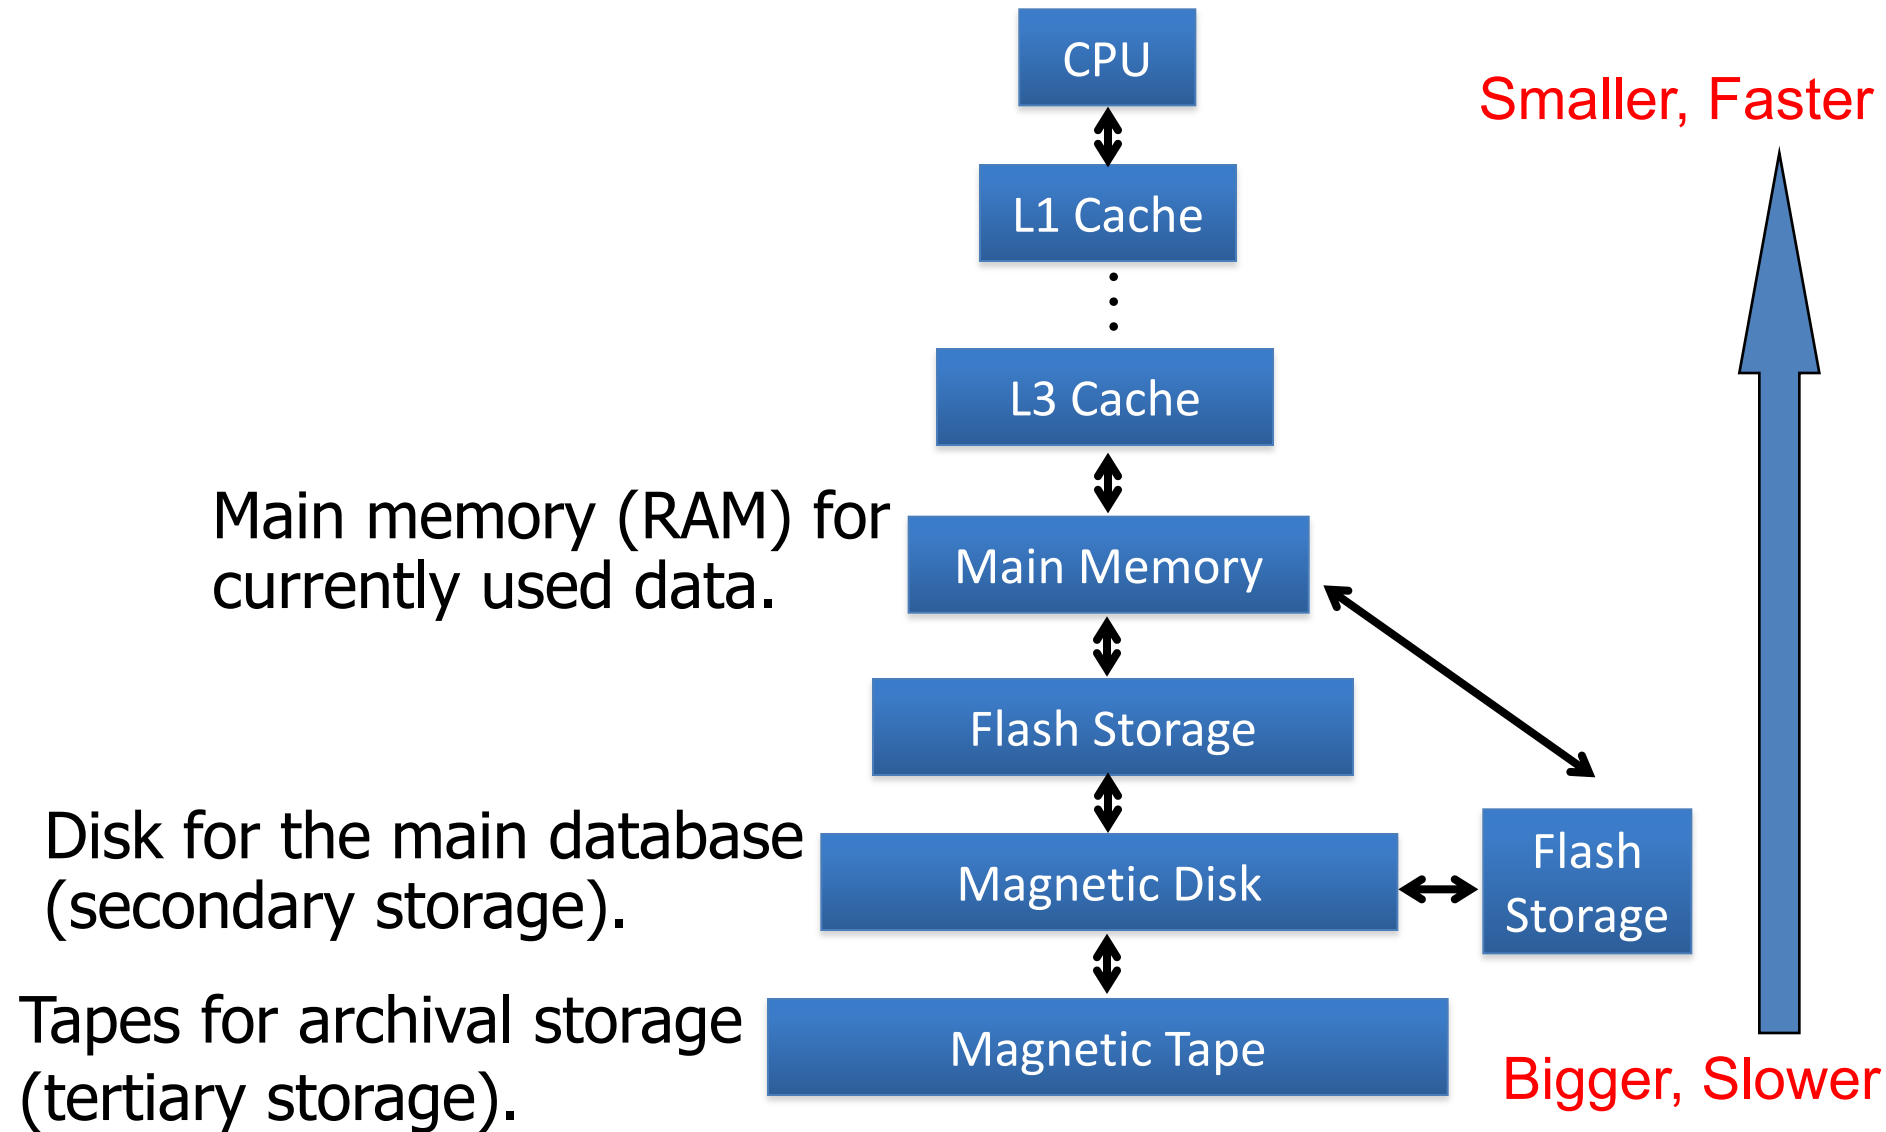 CPU
Smaller, Faster
L1 Cache
L3 Cache
Main memory (RAM) for
currently used data.
Main Memory
Flash Storage
Disk for the main database
(secondary storage).
Magnetic Disk
Flash
Storage
Tapes for archival storage
(tertiary storage).
Magnetic Tape
Bigger, Slower